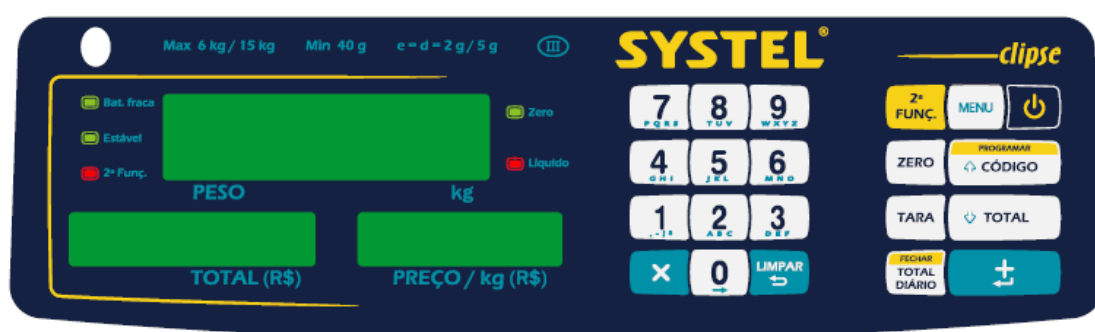 Max 6 kg / 15 kg Min 40 g e = d = 2 g / 5 g III
SYSTEL®
clipse
Bat. fraca
Zero
Estável
Líquido
2ª Funç.
PESO kg
TOTAL (R$) PREÇO / kg (R$)
7 8 9
PQRS TUV WXYZ
4 5 6
GHI JKL MNO
1 2 3
ABC DEF
X 0 LIMPAR
2ª FUNÇ. MENU
ZERO
PROGRAMAR
CÓDIGO
TARA TOTAL
FECHAR
TOTAL
DIÁRIO
±